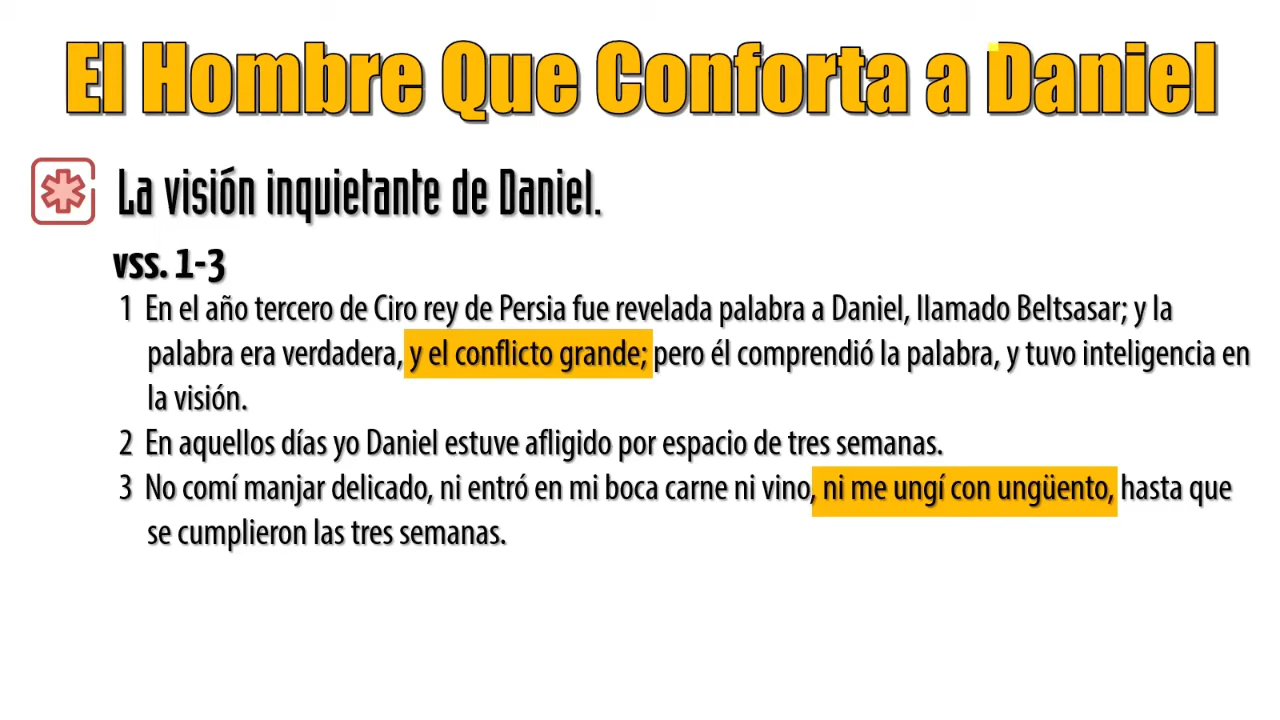 El Hombre Que Conforta a Daniel
La visión inquietante de Daniel.
vss. 1-3
1 En el año tercero de Ciro rey de Persia fue revelada palabra a Daniel, llamado Beltsasar; y la
palabra era verdadera, y el conflicto grande; pero él comprendió la palabra, y tuvo inteligencia en
la visión.
2 En aquellos días yo Daniel estuve afligido por espacio de tres semanas.
3 No comí manjar delicado, ni entró en mi boca carne ni vino, ni me ungí con ungüento, hasta que
se cumplieron las tres semanas.